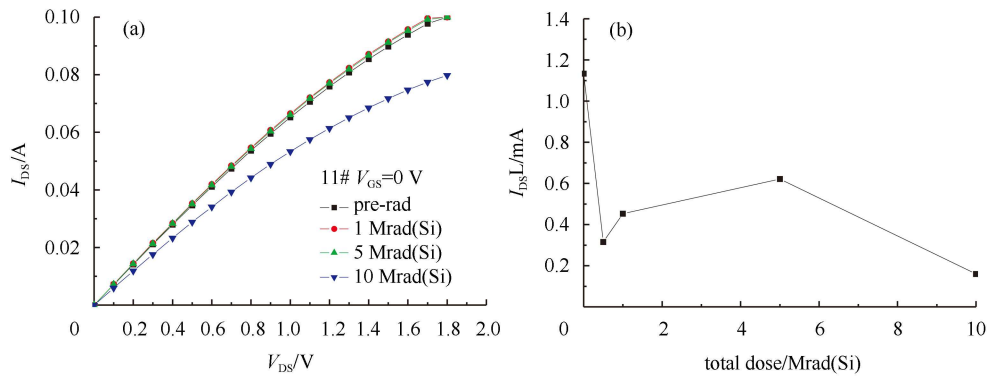 (a)
0.10
0.08
0.06
0.04
0.02
0
0.2
0.4
0.6
0.8
1.0
1.2
1.4
1.6
1.8
2.0
I_DS/A
V_DS/V
11# V_GS=0 V
pre-rad
1 Mrad(Si)
5 Mrad(Si)
10 Mrad(Si)
(b)
1.4
1.2
1.0
0.8
0.6
0.4
0.2
0
0
2
4
6
8
10
I_DSL/mA
total dose/Mrad(Si)